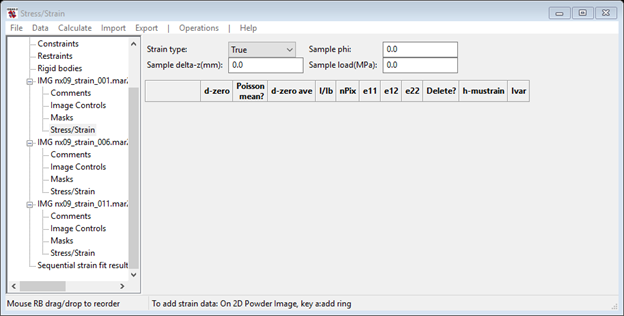 Stress/Strain
File Data Calculate Import Export | Operations | Help
Constraints
Restraints
Rigid bodies
IMG nx09_strain_001.mar2
Comments
Image Controls
Masks
Stress/Strain
IMG nx09_strain_006.mar2
Comments
Image Controls
Masks
Stress/Strain
IMG nx09_strain_011.mar2
Comments
Image Controls
Masks
Stress/Strain
Sequential strain fit result
Strain type: True Sample phi: 0.0
Sample delta-z(mm): 0.0 Sample load(MPa): 0.0
d-zero Poisson mean? d-zero ave I/Ib nPix e11 e12 e22 Delete? h-mustrain Ivar
Mouse RB drag/drop to reorder To add strain data: On 2D Powder Image, key a:add ring